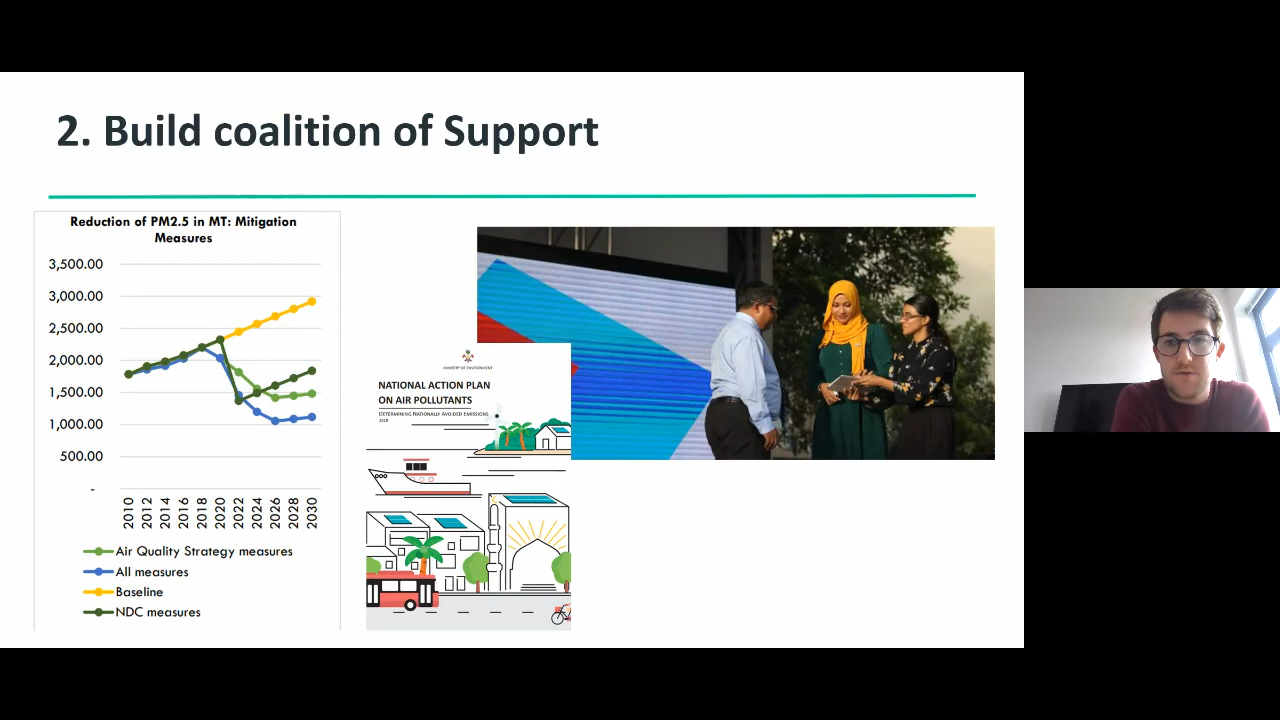 2. Build coalition of Support
Reduction of PM2.5 in MT: Mitigation
Measures
3,500.00
3,000.00
2,500.00
2,000.00
1,500.00
1,000.00
500.00
-
2010
2012
2014
2016
2018
2020
2022
2024
2026
2028
2030
Air Quality Strategy measures
All measures
Baseline
NDC measures
MINISTRY OF ENVIRONMENT
NATIONAL ACTION PLAN
ON AIR POLLUTANTS
DETERMINING NATIONALLY AVOIDED EMISSIONS
2019